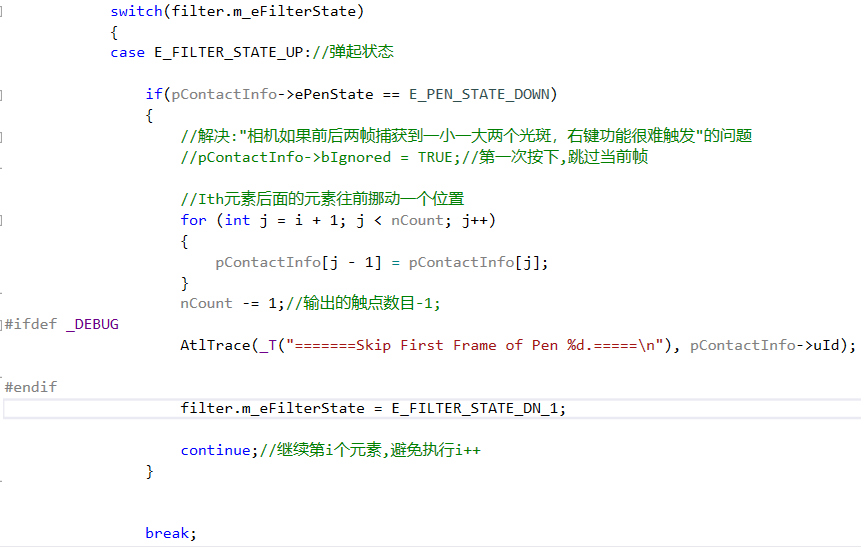 switch(filter.m_eFilterState)
{
case E_FILTER_STATE_UP://弹起状态
if(pContactInfo->ePenState == E_PEN_STATE_DOWN)
{
//解决:"相机如果前后两帧捕获到一小一大两个光斑，右键功能很难触发"的问题
//pContactInfo->bIgnored = TRUE;//第一次按下,跳过当前帧
//Ith元素后面的元素往前挪动一个位置
for (int j = i + 1; j < nCount; j++)
{
pContactInfo[j - 1] = pContactInfo[j];
}
nCount -= 1;//输出的触点数目-1;
#ifdef _DEBUG
AtlTrace(_T("=======Skip First Frame of Pen %d.=====\n"), pContactInfo->uId);
#endif
filter.m_eFilterState = E_FILTER_STATE_DN_1;
continue;//继续第i个元素,避免执行i++
}
break;